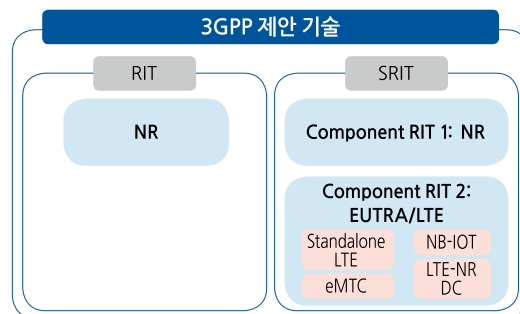 3GPP 제안 기술
RIT
NR
SRIT
Component RIT 1: NR
Component RIT 2:
EUTRA/LTE
Standalone
LTE
NB-IOT
eMTC
LTE-NR
DC